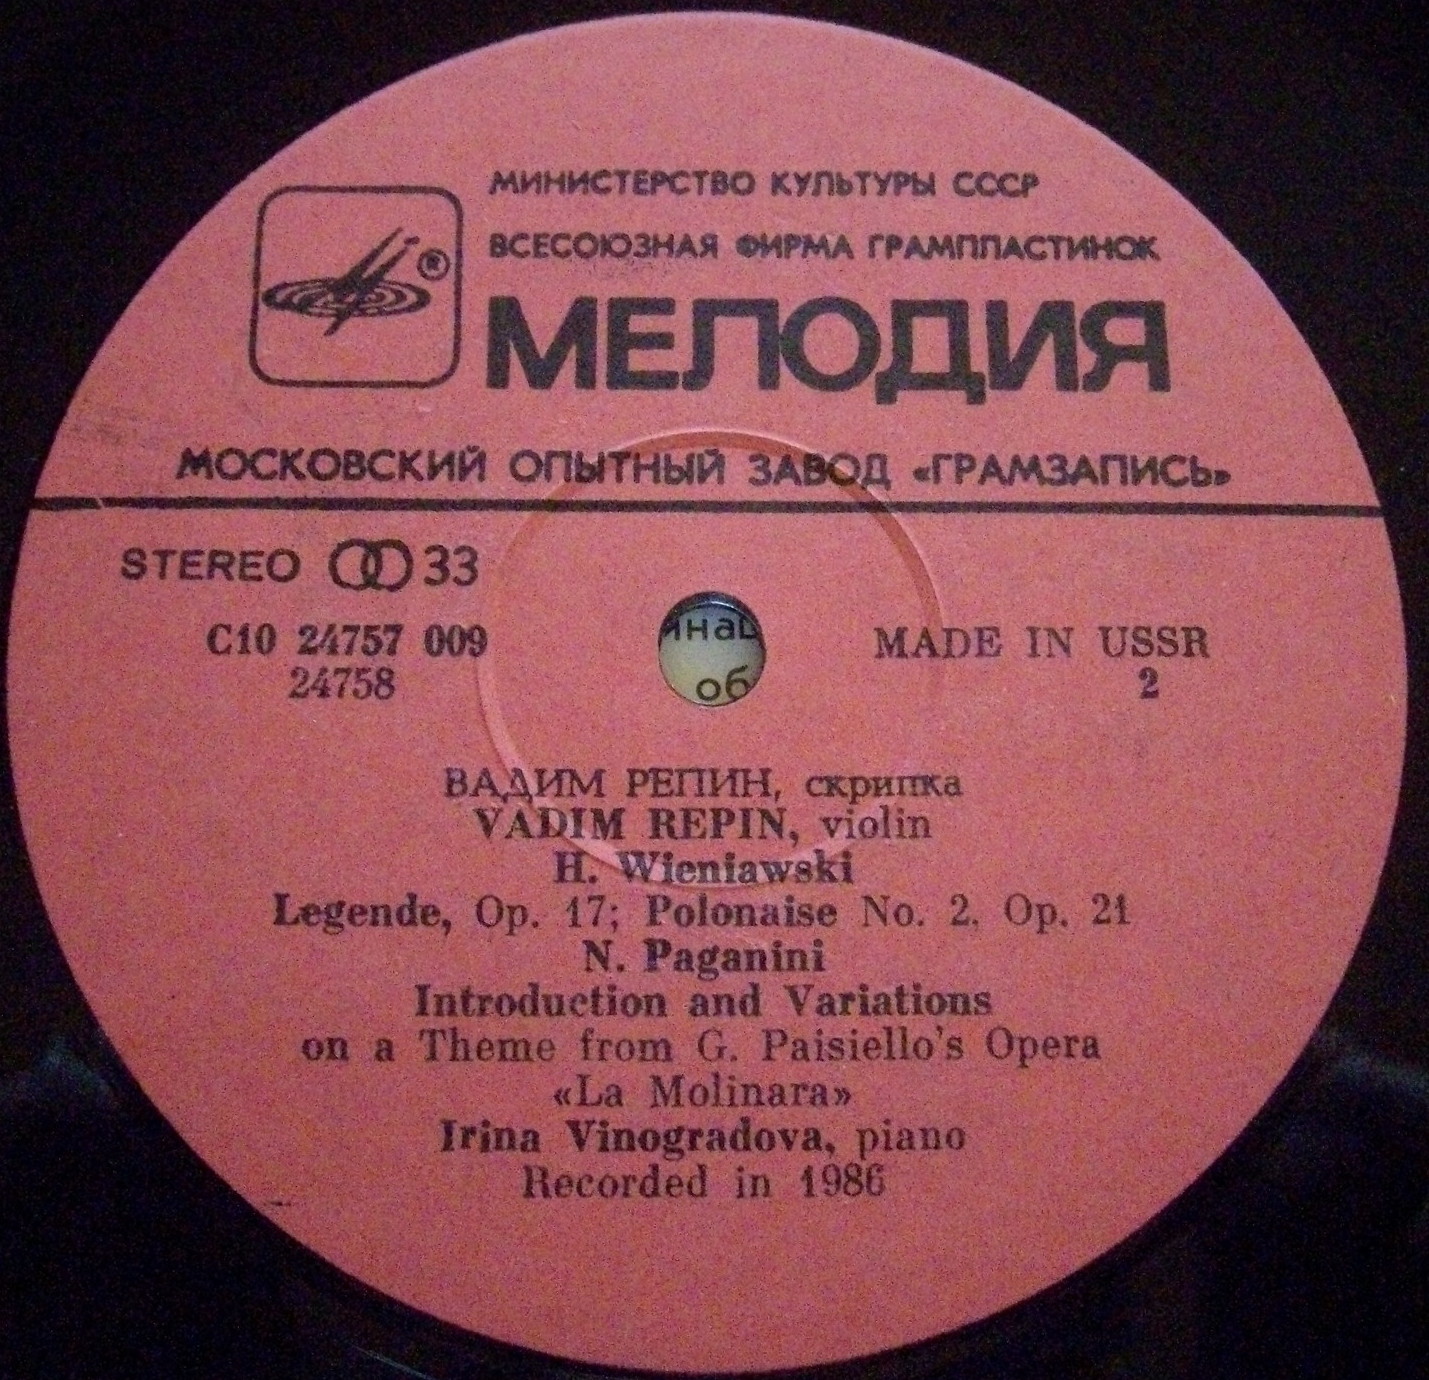 МИНИСТЕРСТВО КУЛЬТУРЫ СССР
ВСЕСОЮЗНАЯ ФИРМА ГРАМПЛАСТИНОК
®
МЕЛОДИЯ
МОСКОВСКИЙ ОПЫТНЫЙ ЗАВОД «ГРАМЗАПИСЬ»
STEREO 33
С10 24757 009
24758
MADE IN USSR
2
ВАДИМ РЕПИН, скрипка
VADIM REPIN, violin
H. Wieniawski
Legende, Op. 17; Polonaise No. 2, Op. 21
N. Paganini
Introduction and Variations
on a Theme from G. Paisiello's Opera
«La Molinara»
Irina Vinogradova, piano
Recorded in 1986